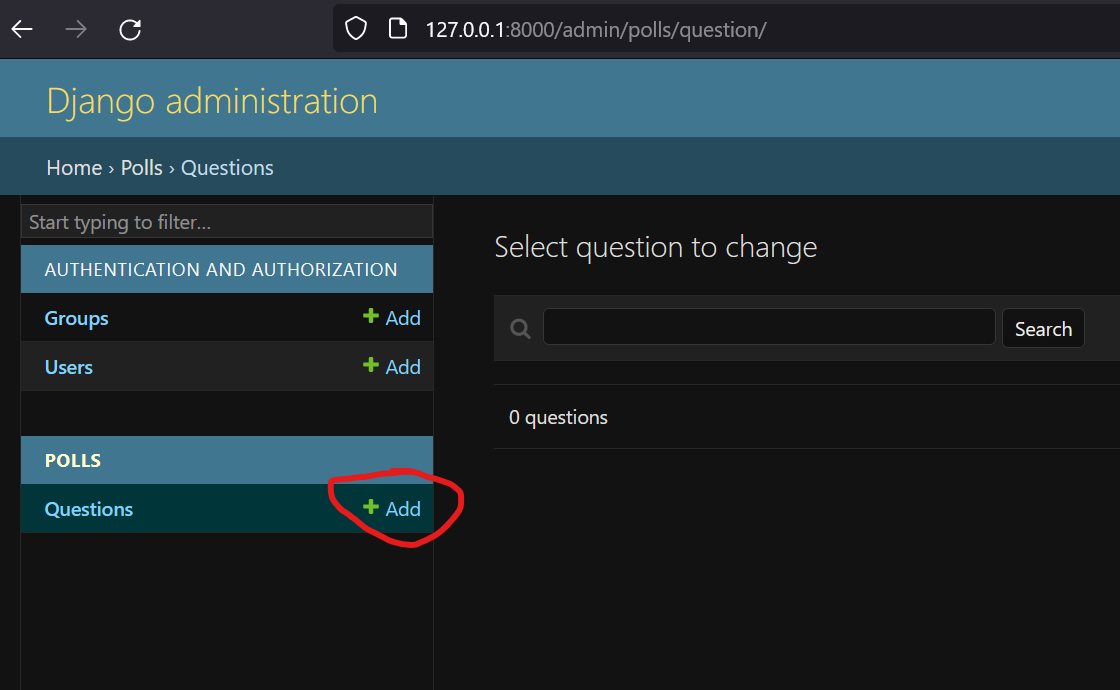 127.0.0.1:8000/admin/polls/question/
Django administration
Home › Polls › Questions
Start typing to filter...
AUTHENTICATION AND AUTHORIZATION
Groups Add
Users Add
POLLS
Questions Add
Select question to change
Search
0 questions